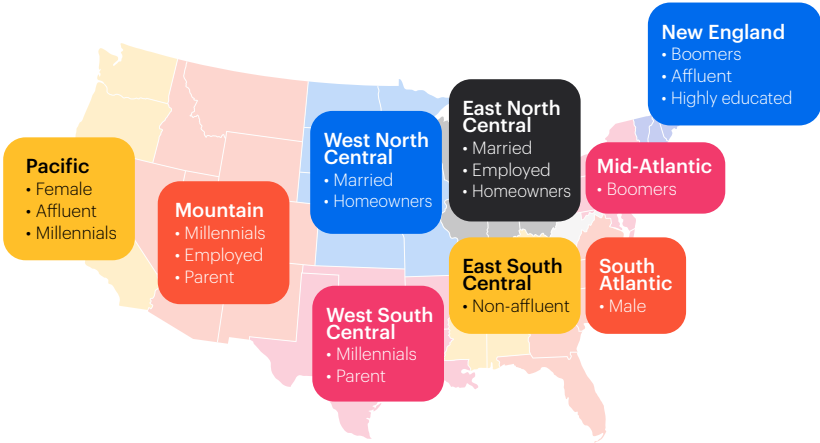 New England
• Boomers
• Affluent
• Highly educated
East North
Central
• Married
• Employed
• Homeowners
West North
Central
• Married
• Homeowners
Mid-Atlantic
• Boomers
Pacific
• Female
• Affluent
• Millennials
Mountain
• Millennials
• Employed
• Parent
East South
Central
• Non-affluent
South
Atlantic
• Male
West South
Central
• Millennials
• Parent